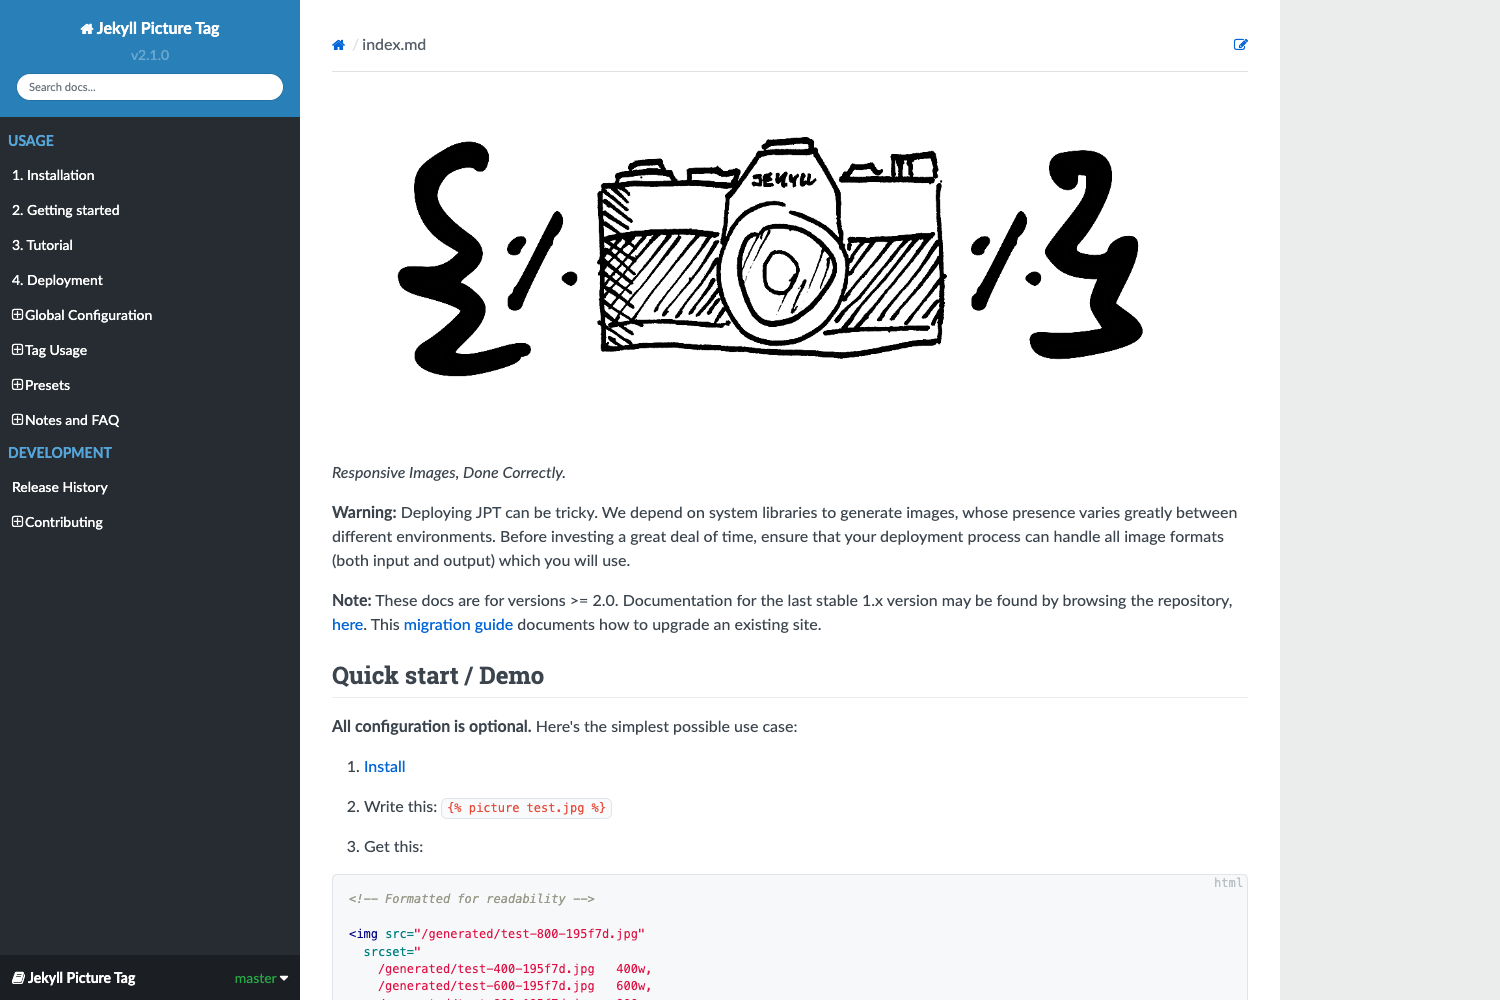 Jekyll Picture Tag
v2.1.0
Search docs...
USAGE
1. Installation
2. Getting started
3. Tutorial
4. Deployment
Global Configuration
Tag Usage
Presets
Notes and FAQ
DEVELOPMENT
Release History
Contributing
Jekyll Picture Tag
master
/ index.md
{% JEKYLL %}
Responsive Images, Done Correctly.
Warning: Deploying JPT can be tricky. We depend on system libraries to generate images, whose presence varies greatly between
different environments. Before investing a great deal of time, ensure that your deployment process can handle all image formats
(both input and output) which you will use.
Note: These docs are for versions >= 2.0. Documentation for the last stable 1.x version may be found by browsing the repository,
here. This migration guide documents how to upgrade an existing site.
Quick start / Demo
All configuration is optional. Here's the simplest possible use case:
1. Install
2. Write this: {% picture test.jpg %}
3. Get this:
html
<!-- Formatted for readability -->
<img src="/generated/test-800-195f7d.jpg"
srcset="
/generated/test-400-195f7d.jpg 400w,
/generated/test-600-195f7d.jpg 600w,